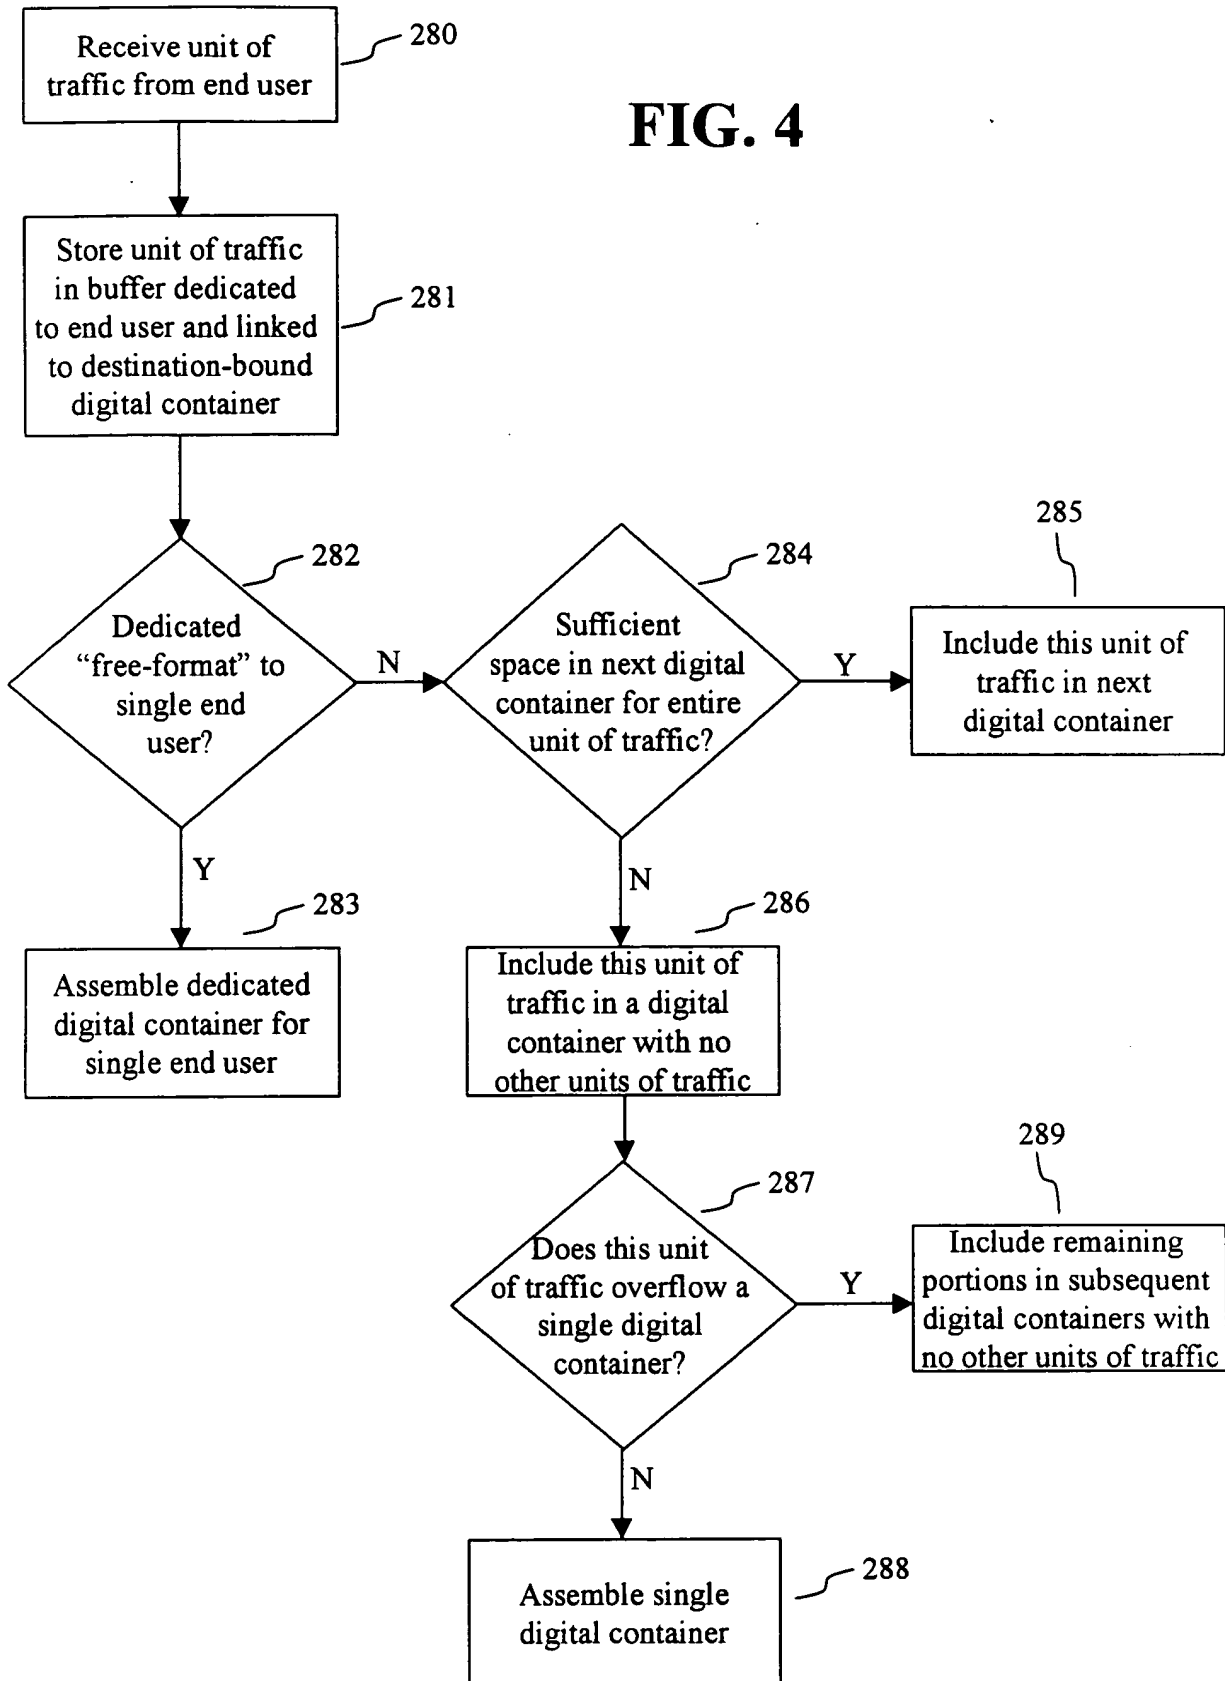 Receive unit of
traffic from end user
280
FIG. 4
Store unit of traffic
in buffer dedicated
to end user and linked
to destination-bound
digital container
281
Dedicated
“free-format” to
single end
user?
282
N
Y
Sufficient
space in next digital
container for entire
unit of traffic?
284
Y
N
285
Include this unit of
traffic in next
digital container
283
Assemble dedicated
digital container for
single end user
286
Include this unit of
traffic in a digital
container with no
other units of traffic
287
Does this unit
of traffic overflow a
single digital
container?
Y
N
289
Include remaining
portions in subsequent
digital containers with
no other units of traffic
288
Assemble single
digital container